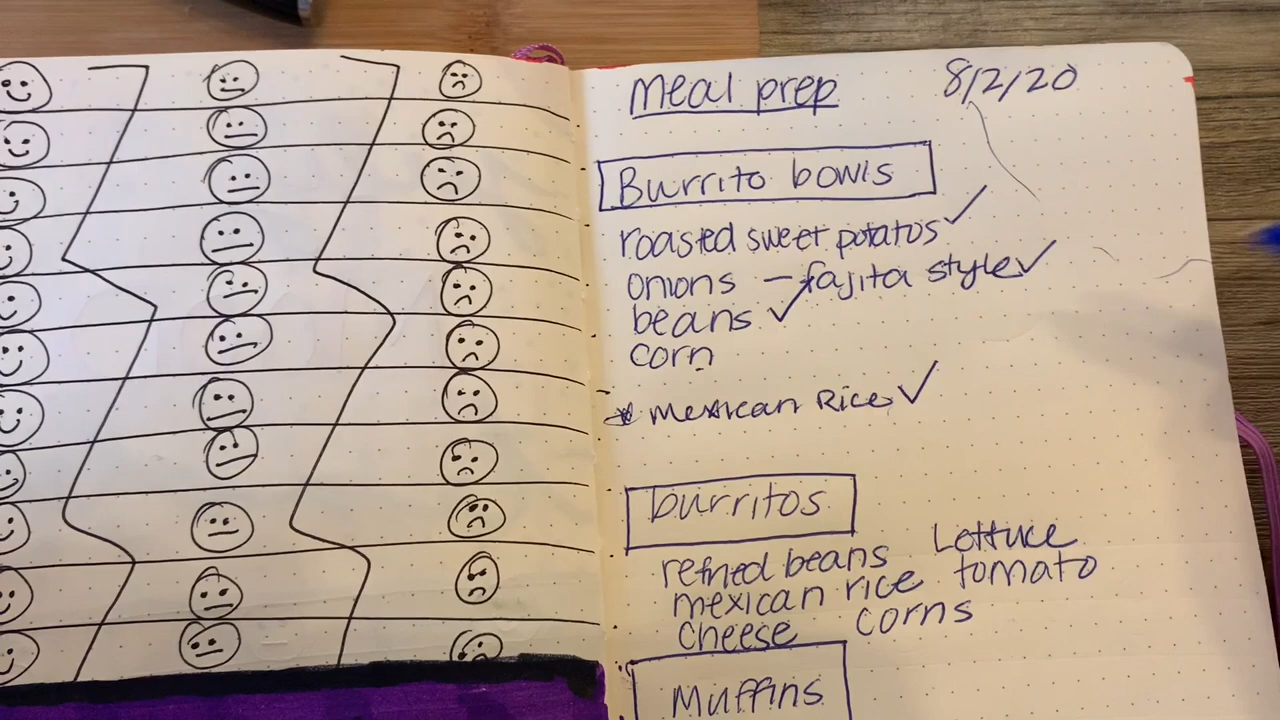 Meal prep 8/2/20
Burrito bowls
roasted sweet potatos ✓
onions - fajita style ✓
beans ✓
corn
* mexican Rice ✓
burritos
refried beans Lettuce
mexican rice tomato
cheese corns
Muffins